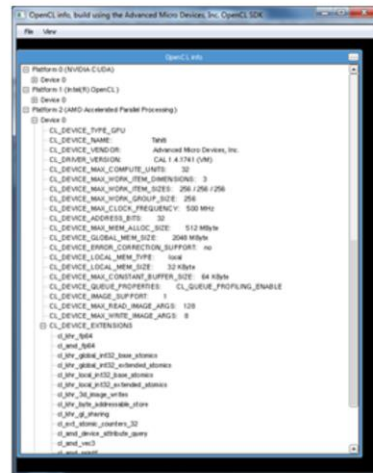 OpenCL info, build using the Advanced Micro Devices, Inc. OpenCL SDK
File View
OpenCL info
Platform 0 (NVIDIA CUDA)
Device 0
Platform 1 (Intel(R) OpenCL)
Device 0
Platform 2 (AMD Accelerated Parallel Processing)
Device 0
CL_DEVICE_TYPE_GPU
CL_DEVICE_NAME: Tahiti
CL_DEVICE_VENDOR: Advanced Micro Devices, Inc.
CL_DRIVER_VERSION: CAL 1.4.1741 (VM)
CL_DEVICE_MAX_COMPUTE_UNITS: 32
CL_DEVICE_MAX_WORK_ITEM_DIMENSIONS: 3
CL_DEVICE_MAX_WORK_ITEM_SIZES: 256 / 256 / 256
CL_DEVICE_MAX_WORK_GROUP_SIZE: 256
CL_DEVICE_MAX_CLOCK_FREQUENCY: 500 MHz
CL_DEVICE_ADDRESS_BITS: 32
CL_DEVICE_MAX_MEM_ALLOC_SIZE: 512 MByte
CL_DEVICE_GLOBAL_MEM_SIZE: 2048 MByte
CL_DEVICE_ERROR_CORRECTION_SUPPORT: no
CL_DEVICE_LOCAL_MEM_TYPE: local
CL_DEVICE_LOCAL_MEM_SIZE: 32 KByte
CL_DEVICE_MAX_CONSTANT_BUFFER_SIZE: 64 KByte
CL_DEVICE_QUEUE_PROPERTIES: CL_QUEUE_PROFILING_ENABLE
CL_DEVICE_IMAGE_SUPPORT: 1
CL_DEVICE_MAX_READ_IMAGE_ARGS: 128
CL_DEVICE_MAX_WRITE_IMAGE_ARGS: 8
CL_DEVICE_EXTENSIONS
cl_khr_fp64
cl_amd_fp64
cl_khr_global_int32_base_atomics
cl_khr_global_int32_extended_atomics
cl_khr_local_int32_base_atomics
cl_khr_local_int32_extended_atomics
cl_khr_3d_image_writes
cl_khr_byte_addressable_store
cl_khr_gl_sharing
cl_ext_atomic_counters_32
cl_amd_device_attribute_query
cl_amd_vec3